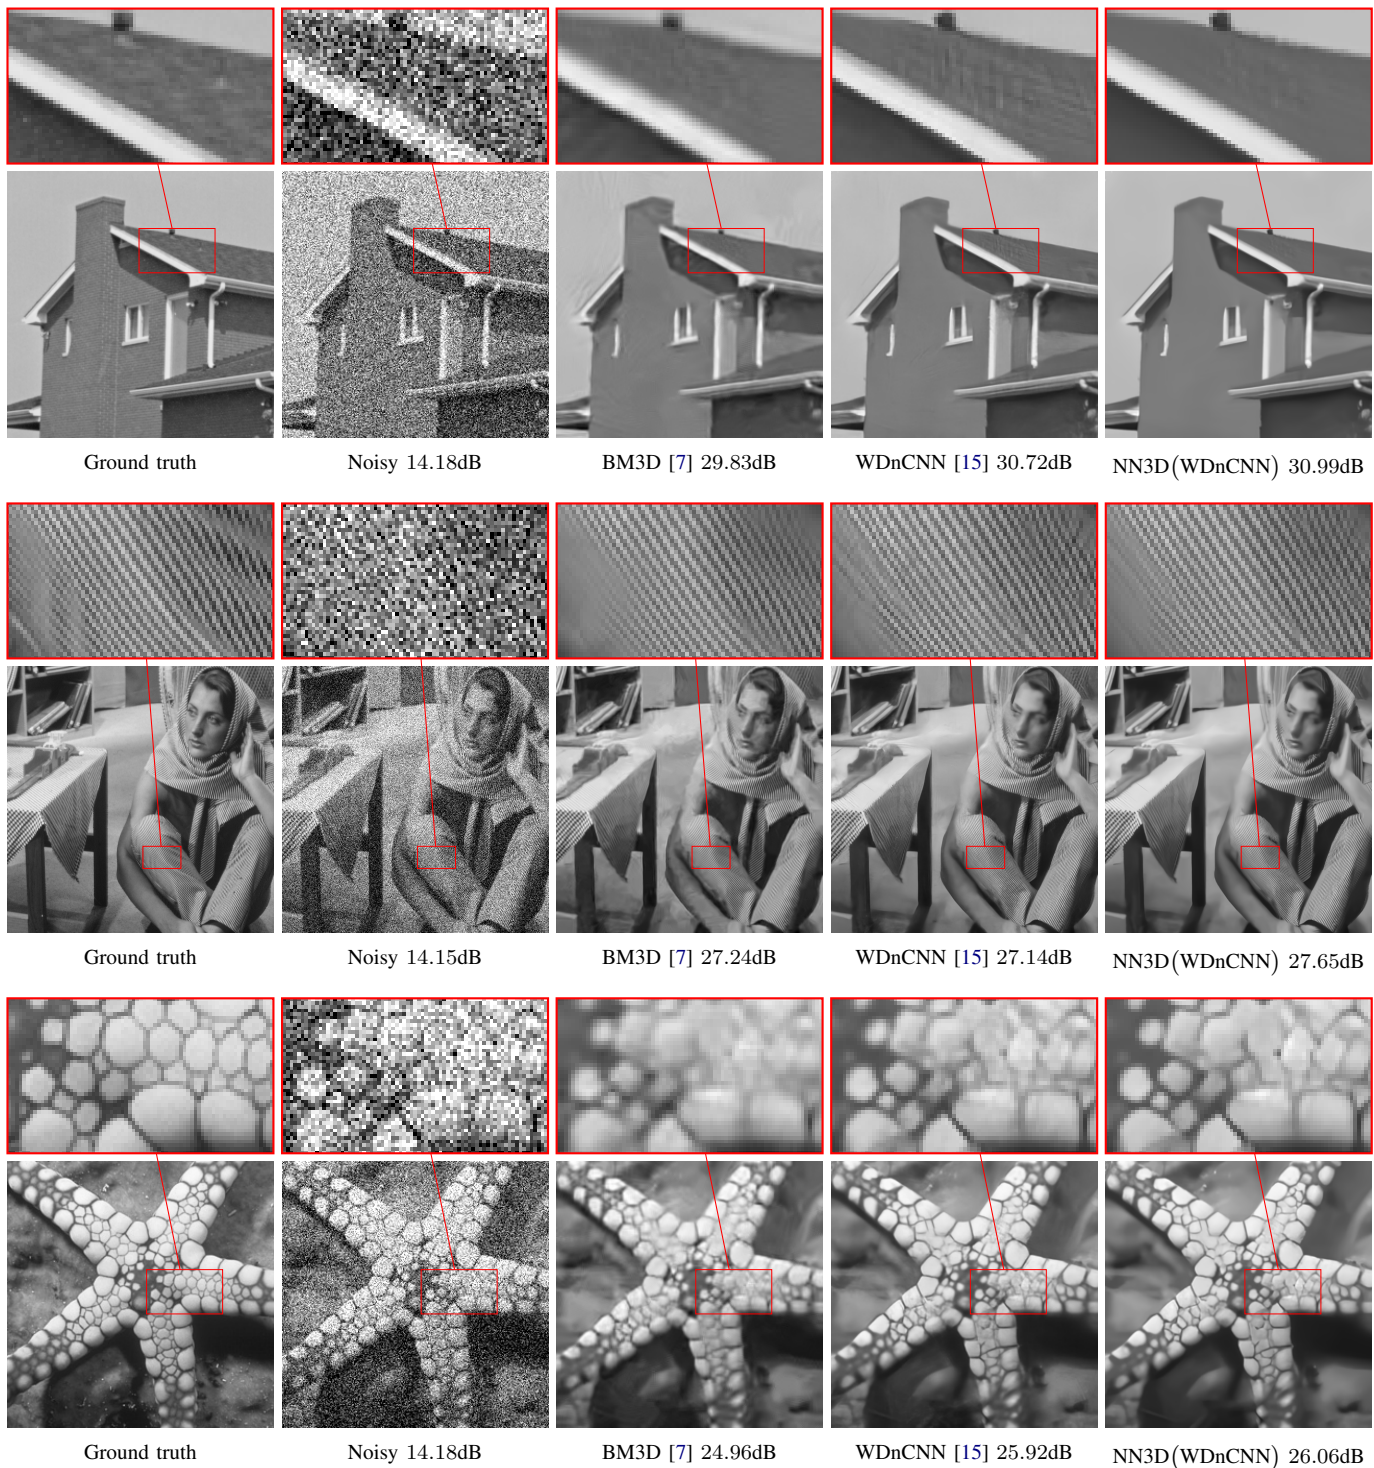 Ground truth Noisy 14.18dB BM3D [7] 29.83dB WDnCNN [15] 30.72dB NN3D(WDnCNN) 30.99dB
Ground truth Noisy 14.15dB BM3D [7] 27.24dB WDnCNN [15] 27.14dB NN3D(WDnCNN) 27.65dB
Ground truth Noisy 14.18dB BM3D [7] 24.96dB WDnCNN [15] 25.92dB NN3D(WDnCNN) 26.06dB